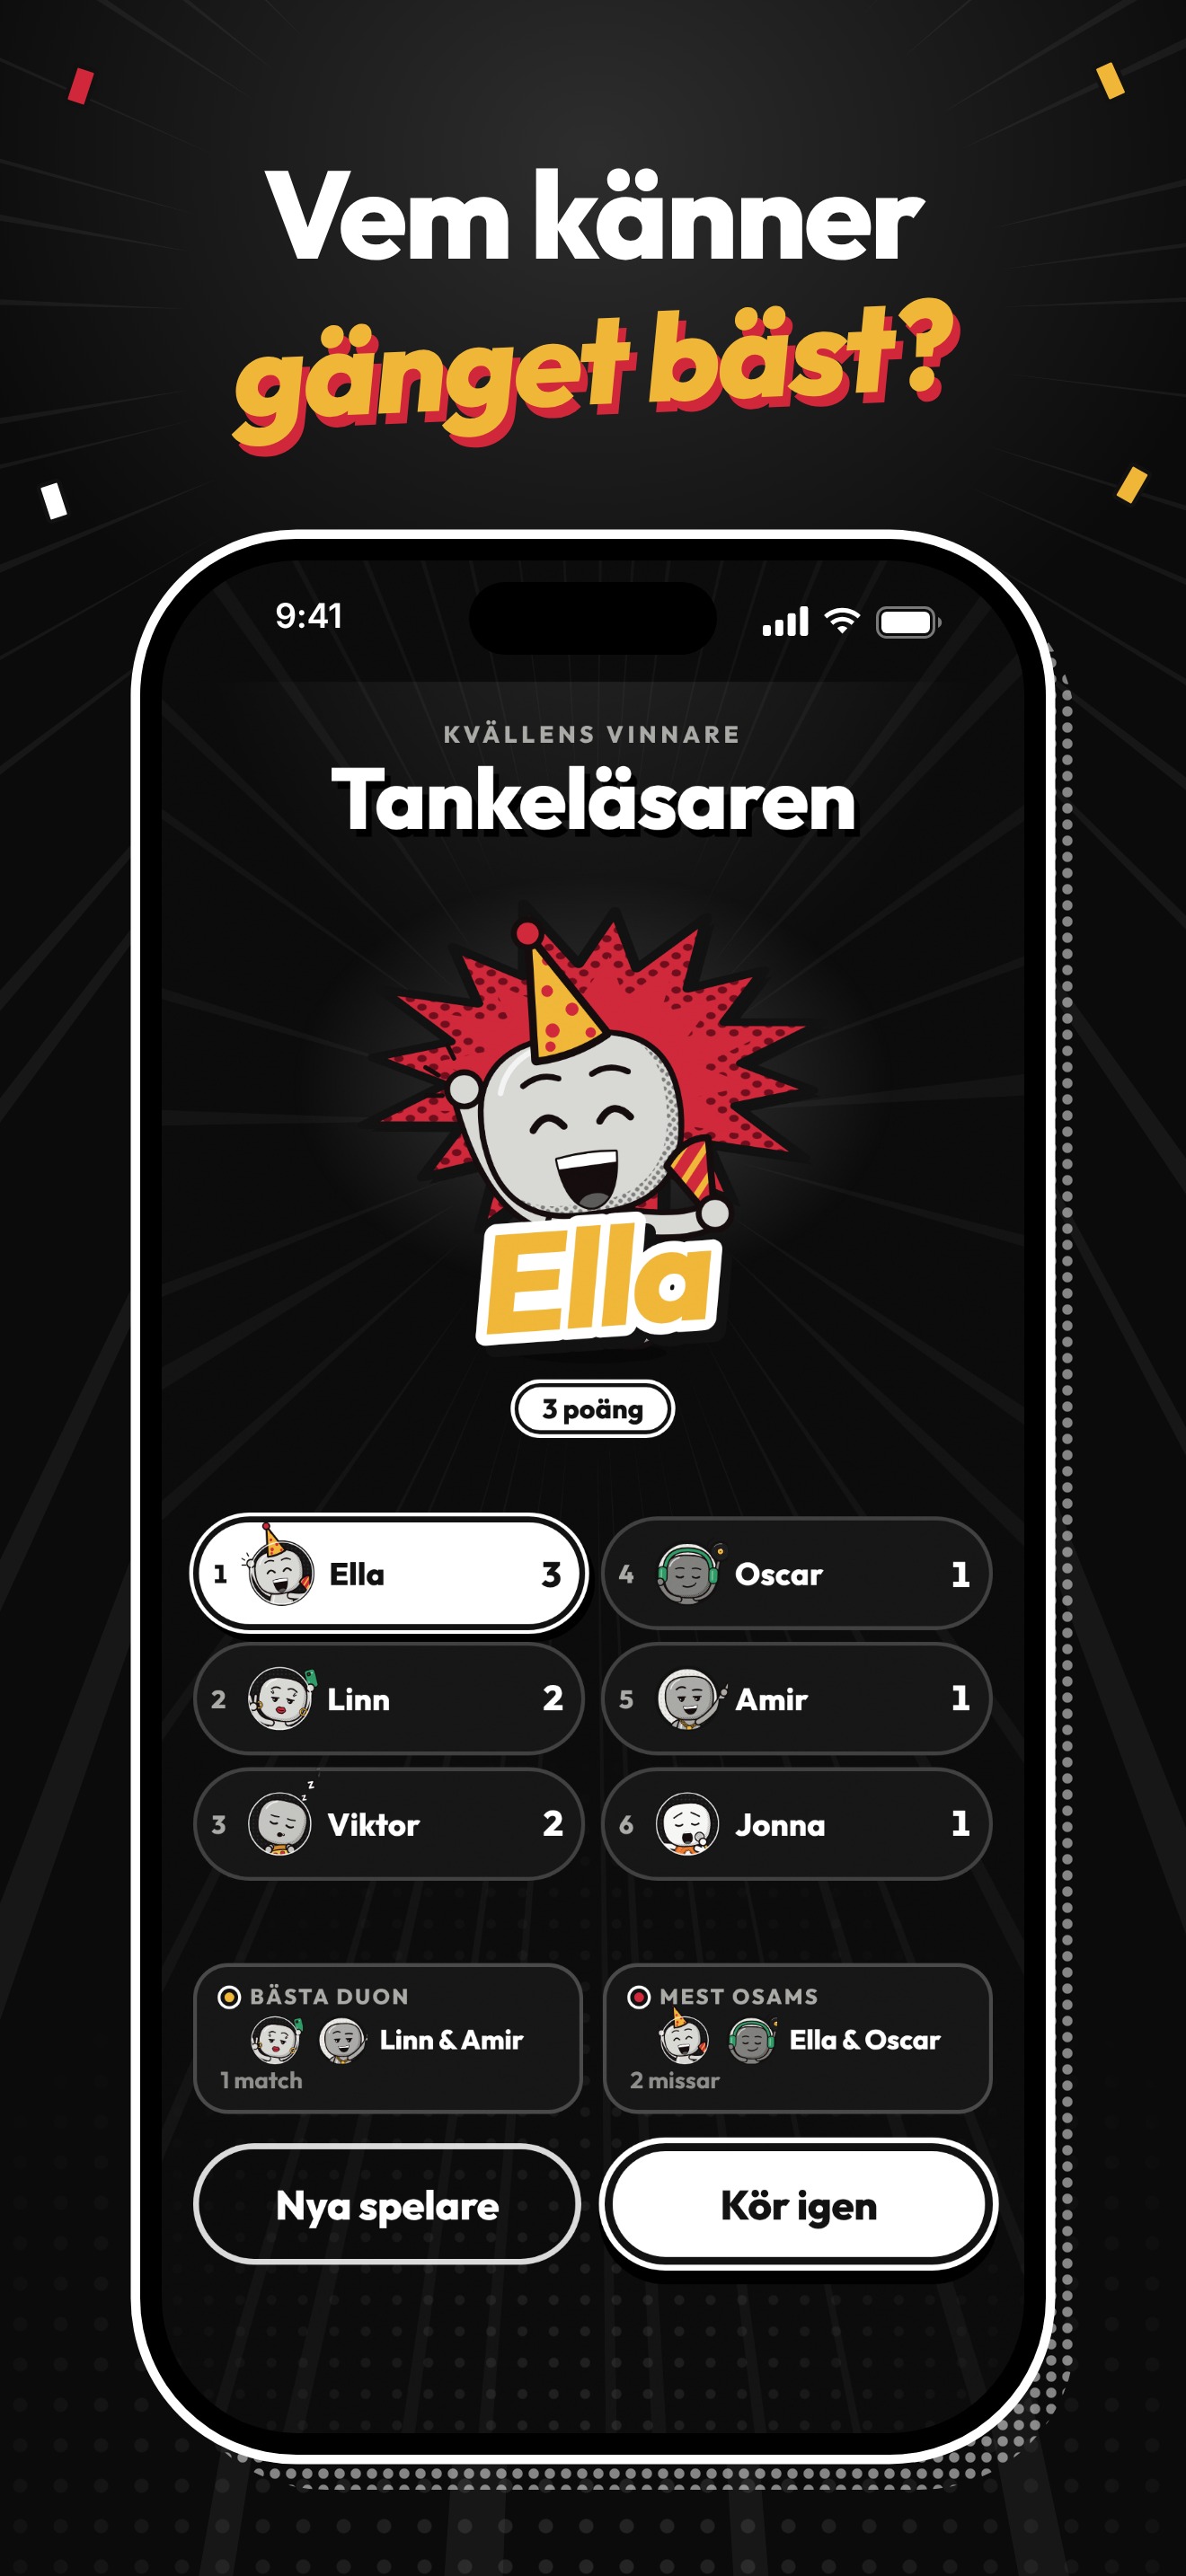 Vem känner
gänget bäst?
9:41
KVÄLLENS VINNARE
Tankeläsaren
Ella
3 poäng
1 Ella 3
4 Oscar 1
2 Linn 2
5 Amir 1
3 z z Viktor 2
6 Jonna 1
BÄSTA DUON
Linn & Amir
1 match
MEST OSAMS
Ella & Oscar
2 missar
Nya spelare
Kör igen